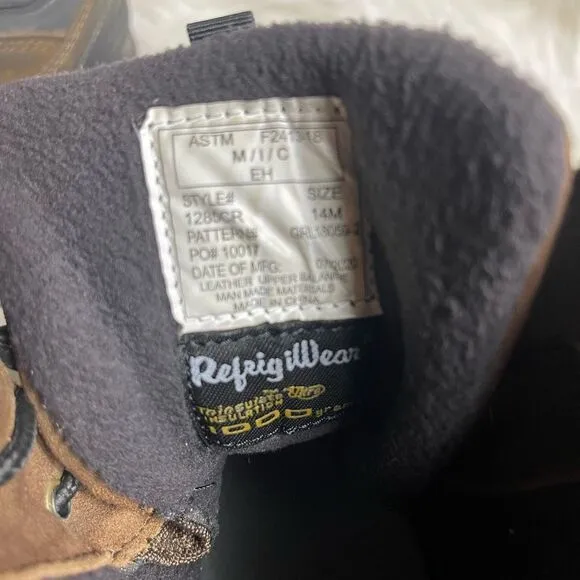 ASTM F2413-18
M/I/C
EH
STYLE# SIZE
1285CR 14M
PATTERN#
PO# 10017
DATE OF MFG.
LEATHER UPPER BALANCE
MAN MADE MATERIALS
MADE IN CHINA
RefrigiWear
Thinsulate
INSULATION
1000 gram